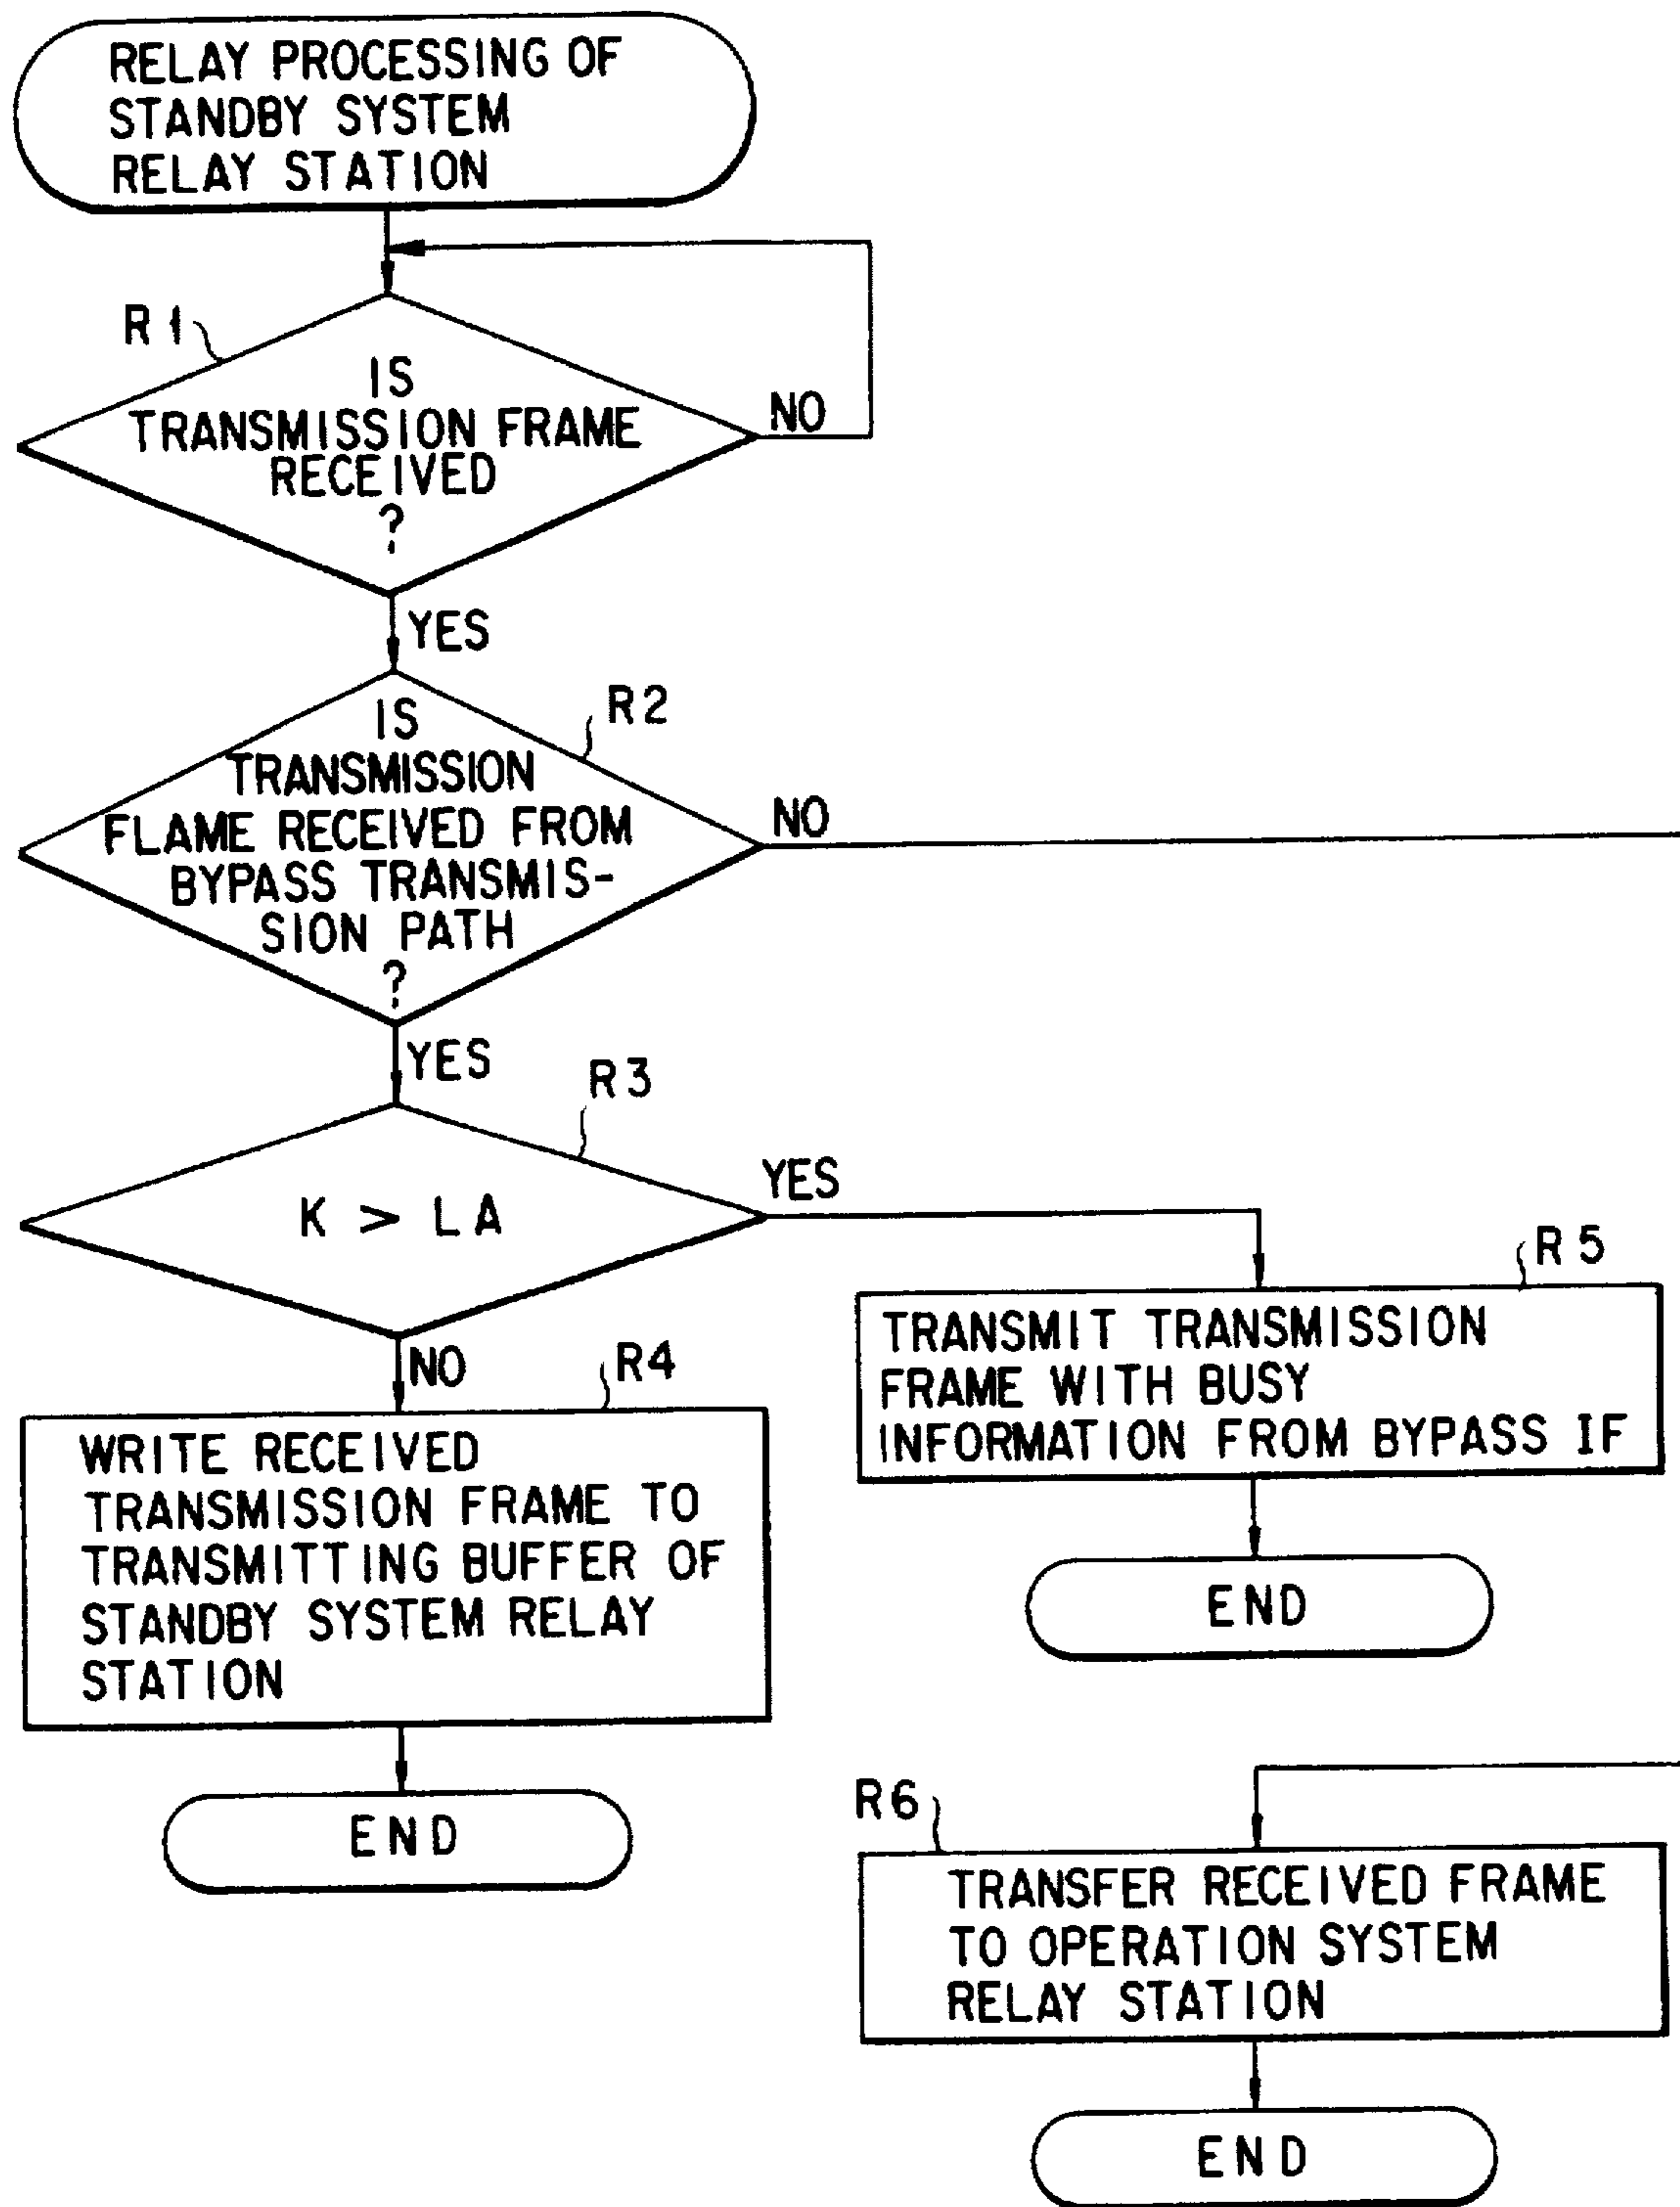 RELAY PROCESSING OF
STANDBY SYSTEM
RELAY STATION
R1
IS
TRANSMISSION FRAME
RECEIVED
?
NO
YES
R2
IS
TRANSMISSION
FLAME RECEIVED FROM
BYPASS TRANSMIS-
SION PATH
?
NO
YES
R3
K > LA
YES
NO
R4
WRITE RECEIVED
TRANSMISSION FRAME TO
TRANSMITTING BUFFER OF
STANDBY SYSTEM RELAY
STATION
END
R5
TRANSMIT TRANSMISSION
FRAME WITH BUSY
INFORMATION FROM BYPASS IF
END
R6
TRANSFER RECEIVED FRAME
TO OPERATION SYSTEM
RELAY STATION
END